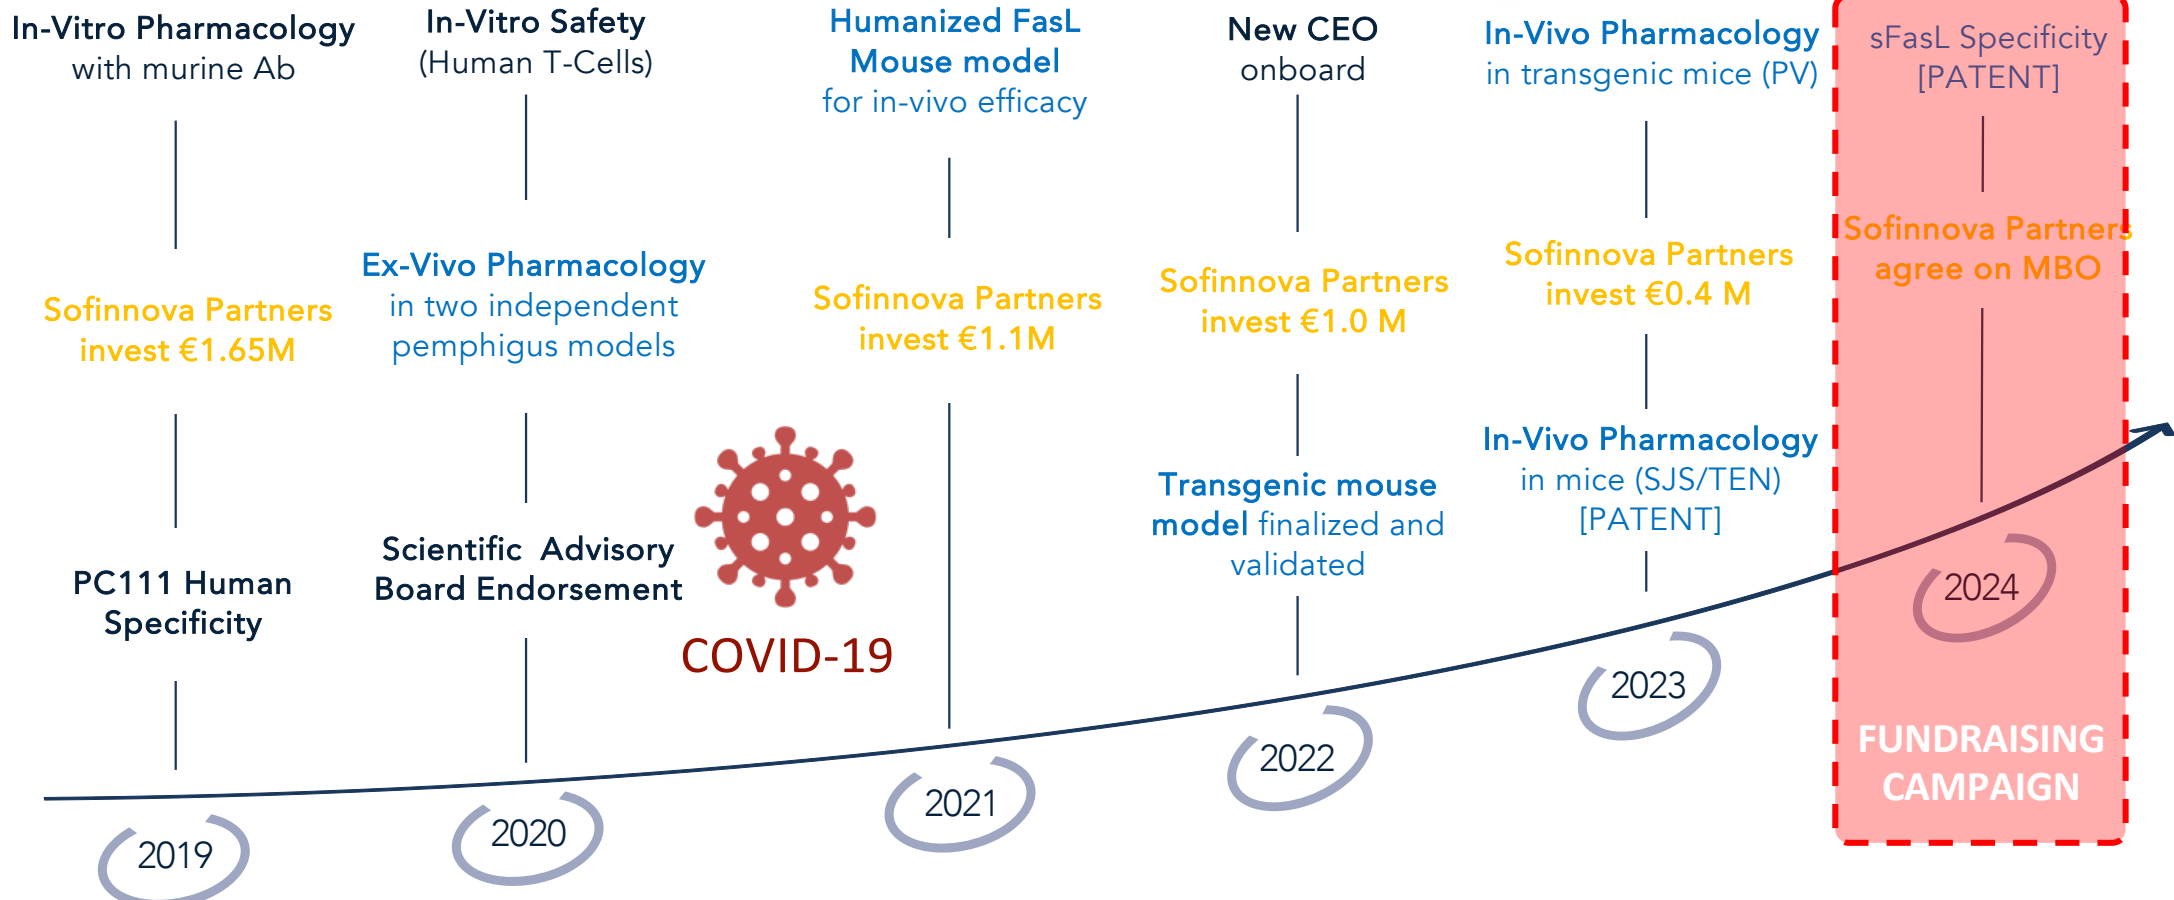 In-Vitro Pharmacology
with murine Ab
Sofinnova Partners
invest €1.65M
PC111 Human
Specificity
2019
In-Vitro Safety
(Human T-Cells)
Ex-Vivo Pharmacology
in two independent
pemphigus models
Scientific Advisory
Board Endorsement
2020
COVID-19
Humanized FasL
Mouse model
for in-vivo efficacy
Sofinnova Partners
invest €1.1M
2021
New CEO
onboard
Sofinnova Partners
invest €1.0 M
Transgenic mouse
model finalized and
validated
2022
In-Vivo Pharmacology
in transgenic mice (PV)
Sofinnova Partners
invest €0.4 M
In-Vivo Pharmacology
in mice (SJS/TEN)
[PATENT]
2023
sFasL Specificity
[PATENT]
Sofinnova Partners
agree on MBO
2024
FUNDRAISING
CAMPAIGN